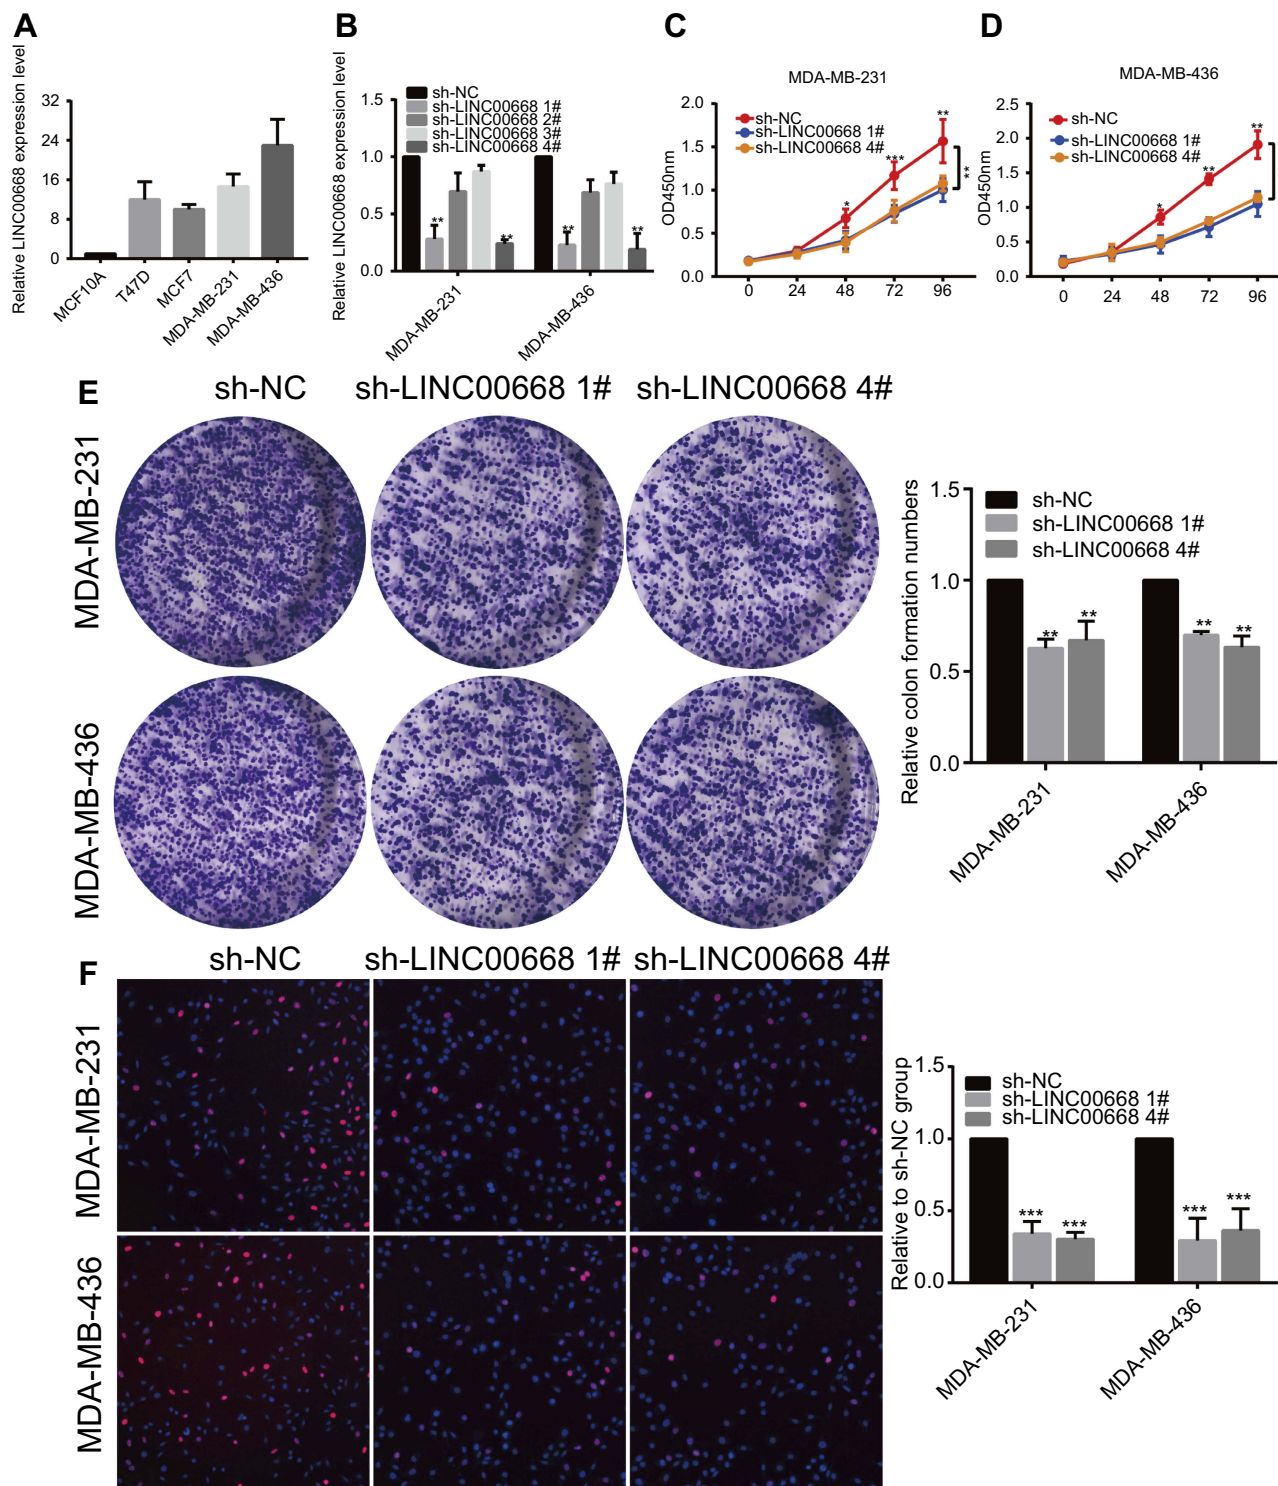 A
Relative LINC00668 expression level
32
24
16
8
0
MCF10A
T47D
MCF7
MDA-MB-231
MDA-MB-436
B
Relative LINC00668 expression level
sh-NC
sh-LINC00668 1#
sh-LINC00668 2#
sh-LINC00668 3#
sh-LINC00668 4#
1.5
1.0
0.5
0.0
**
**
**
**
MDA-MB-231
MDA-MB-436
C
MDA-MB-231
OD450nm
2.0
1.5
1.0
0.5
0.0
sh-NC
sh-LINC00668 1#
sh-LINC00668 4#
*
***
**
**
0
24
48
72
96
D
MDA-MB-436
OD450nm
2.5
2.0
1.5
1.0
0.5
0.0
sh-NC
sh-LINC00668 1#
sh-LINC00668 4#
*
**
**
0
24
48
72
96
E
sh-NC
sh-LINC00668 1#
sh-LINC00668 4#
MDA-MB-231
MDA-MB-436
Relative colon formation numbers
1.5
1.0
0.5
0.0
sh-NC
sh-LINC00668 1#
sh-LINC00668 4#
**
**
**
**
MDA-MB-231
MDA-MB-436
F
sh-NC
sh-LINC00668 1#
sh-LINC00668 4#
MDA-MB-231
MDA-MB-436
Relative to sh-NC group
1.5
1.0
0.5
0.0
sh-NC
sh-LINC00668 1#
sh-LINC00668 4#
***
***
***
***
MDA-MB-231
MDA-MB-436